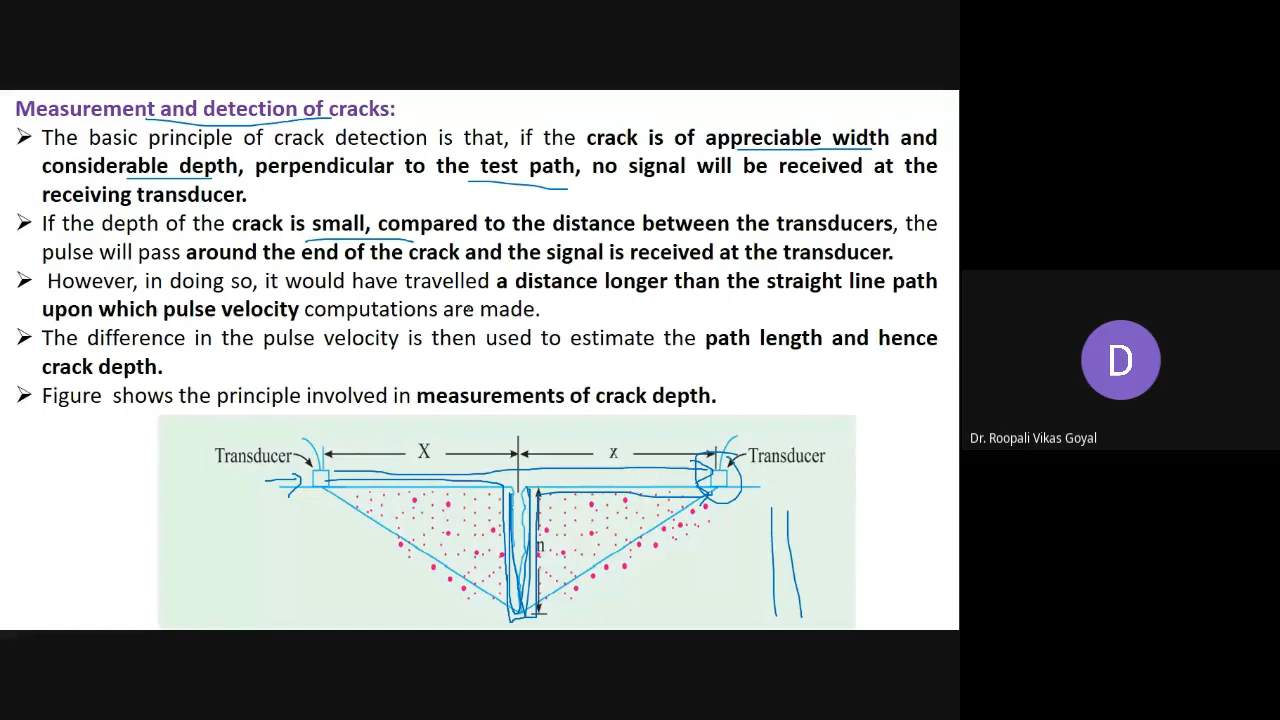 Measurement and detection of cracks:
➢ The basic principle of crack detection is that, if the crack is of appreciable width and
considerable depth, perpendicular to the test path, no signal will be received at the
receiving transducer.
➢ If the depth of the crack is small, compared to the distance between the transducers, the
pulse will pass around the end of the crack and the signal is received at the transducer.
➢ However, in doing so, it would have travelled a distance longer than the straight line path
upon which pulse velocity computations are made.
➢ The difference in the pulse velocity is then used to estimate the path length and hence
crack depth.
➢ Figure shows the principle involved in measurements of crack depth.
Transducer X x Transducer
D
Dr. Roopali Vikas Goyal